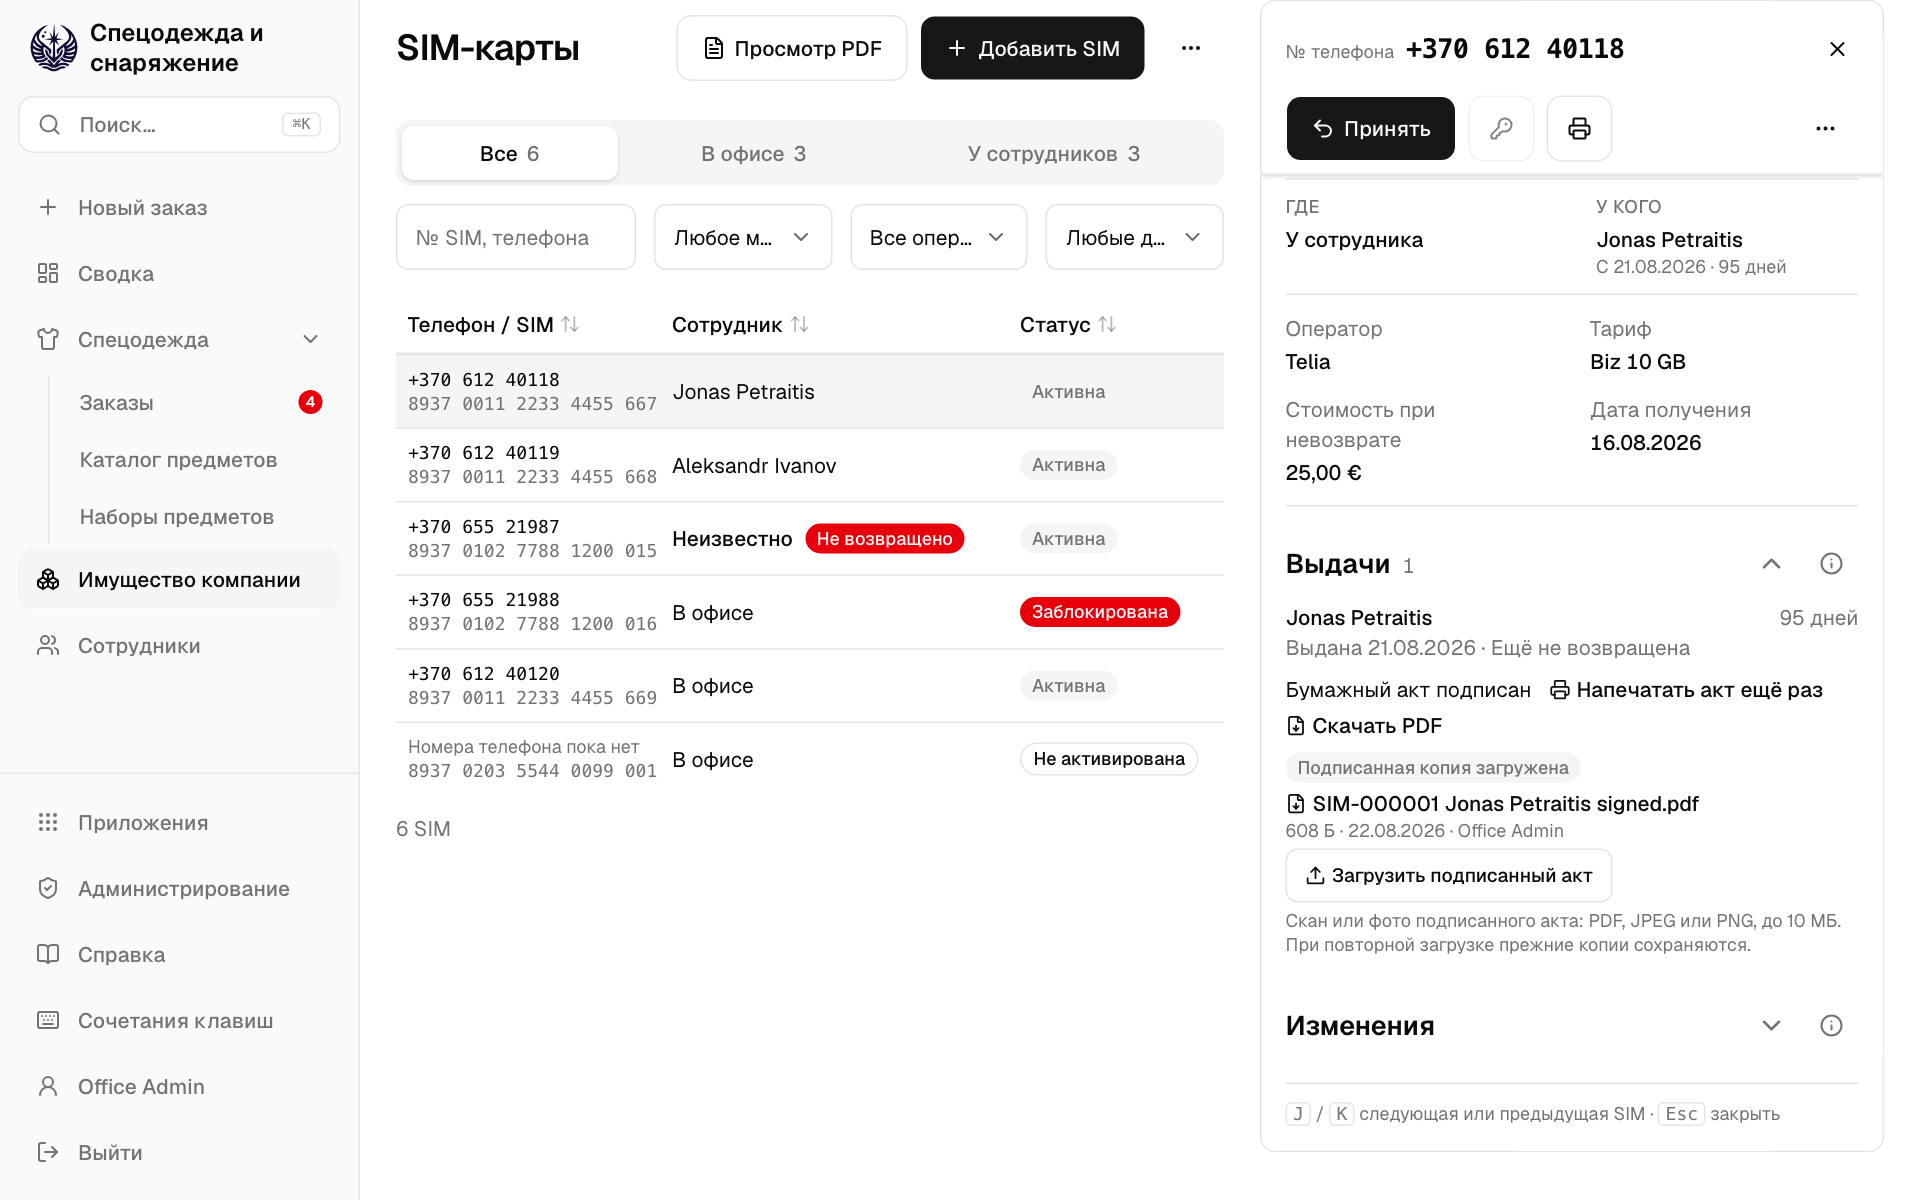 Спецодежда и
снаряжение
Поиск...
⌘K
Новый заказ
Сводка
Спецодежда
Заказы
4
Каталог предметов
Наборы предметов
Имущество компании
Сотрудники
Приложения
Администрирование
Справка
Сочетания клавиш
Office Admin
Выйти
SIM-карты
Просмотр PDF
Добавить SIM
Все 6
В офисе 3
У сотрудников 3
№ SIM, телефона
Любое м...
Все опер...
Любые д...
Телефон / SIM
Сотрудник
Статус
+370 612 40118
8937 0011 2233 4455 667
Jonas Petraitis
Активна
+370 612 40119
8937 0011 2233 4455 668
Aleksandr Ivanov
Активна
+370 655 21987
8937 0102 7788 1200 015
Неизвестно
Не возвращено
Активна
+370 655 21988
8937 0102 7788 1200 016
В офисе
Заблокирована
+370 612 40120
8937 0011 2233 4455 669
В офисе
Активна
Номера телефона пока нет
8937 0203 5544 0099 001
В офисе
Не активирована
6 SIM
№ телефона +370 612 40118
Принять
ГДЕ
У сотрудника
У КОГО
Jonas Petraitis
С 21.08.2026 · 95 дней
Оператор
Telia
Тариф
Biz 10 GB
Стоимость при
невозврате
25,00 €
Дата получения
16.08.2026
Выдачи 1
Jonas Petraitis
95 дней
Выдана 21.08.2026 · Ещё не возвращена
Бумажный акт подписан
Напечатать акт ещё раз
Скачать PDF
Подписанная копия загружена
SIM-000001 Jonas Petraitis signed.pdf
608 Б · 22.08.2026 · Office Admin
Загрузить подписанный акт
Скан или фото подписанного акта: PDF, JPEG или PNG, до 10 МБ.
При повторной загрузке прежние копии сохраняются.
Изменения
J / K следующая или предыдущая SIM · Esc закрыть